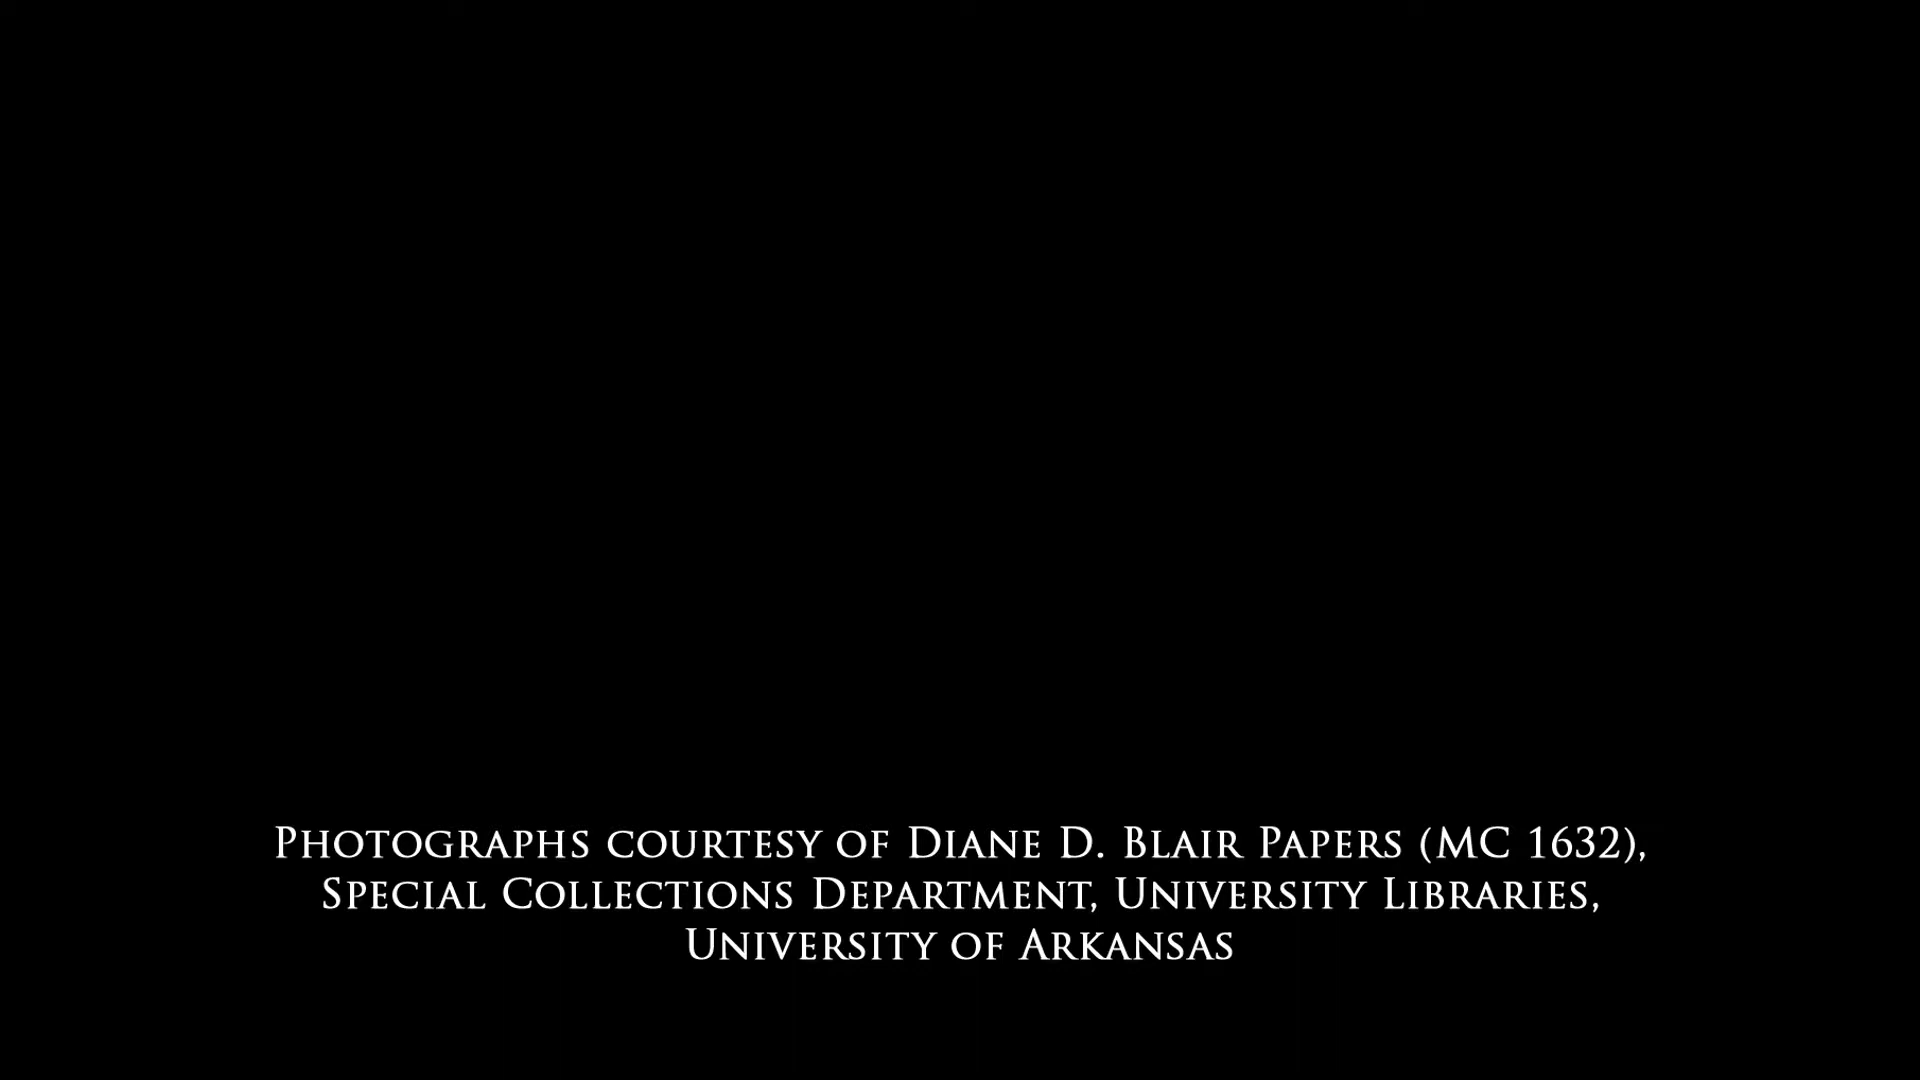 Photographs courtesy of Diane D. Blair Papers (MC 1632),
Special Collections Department, University Libraries,
University of Arkansas